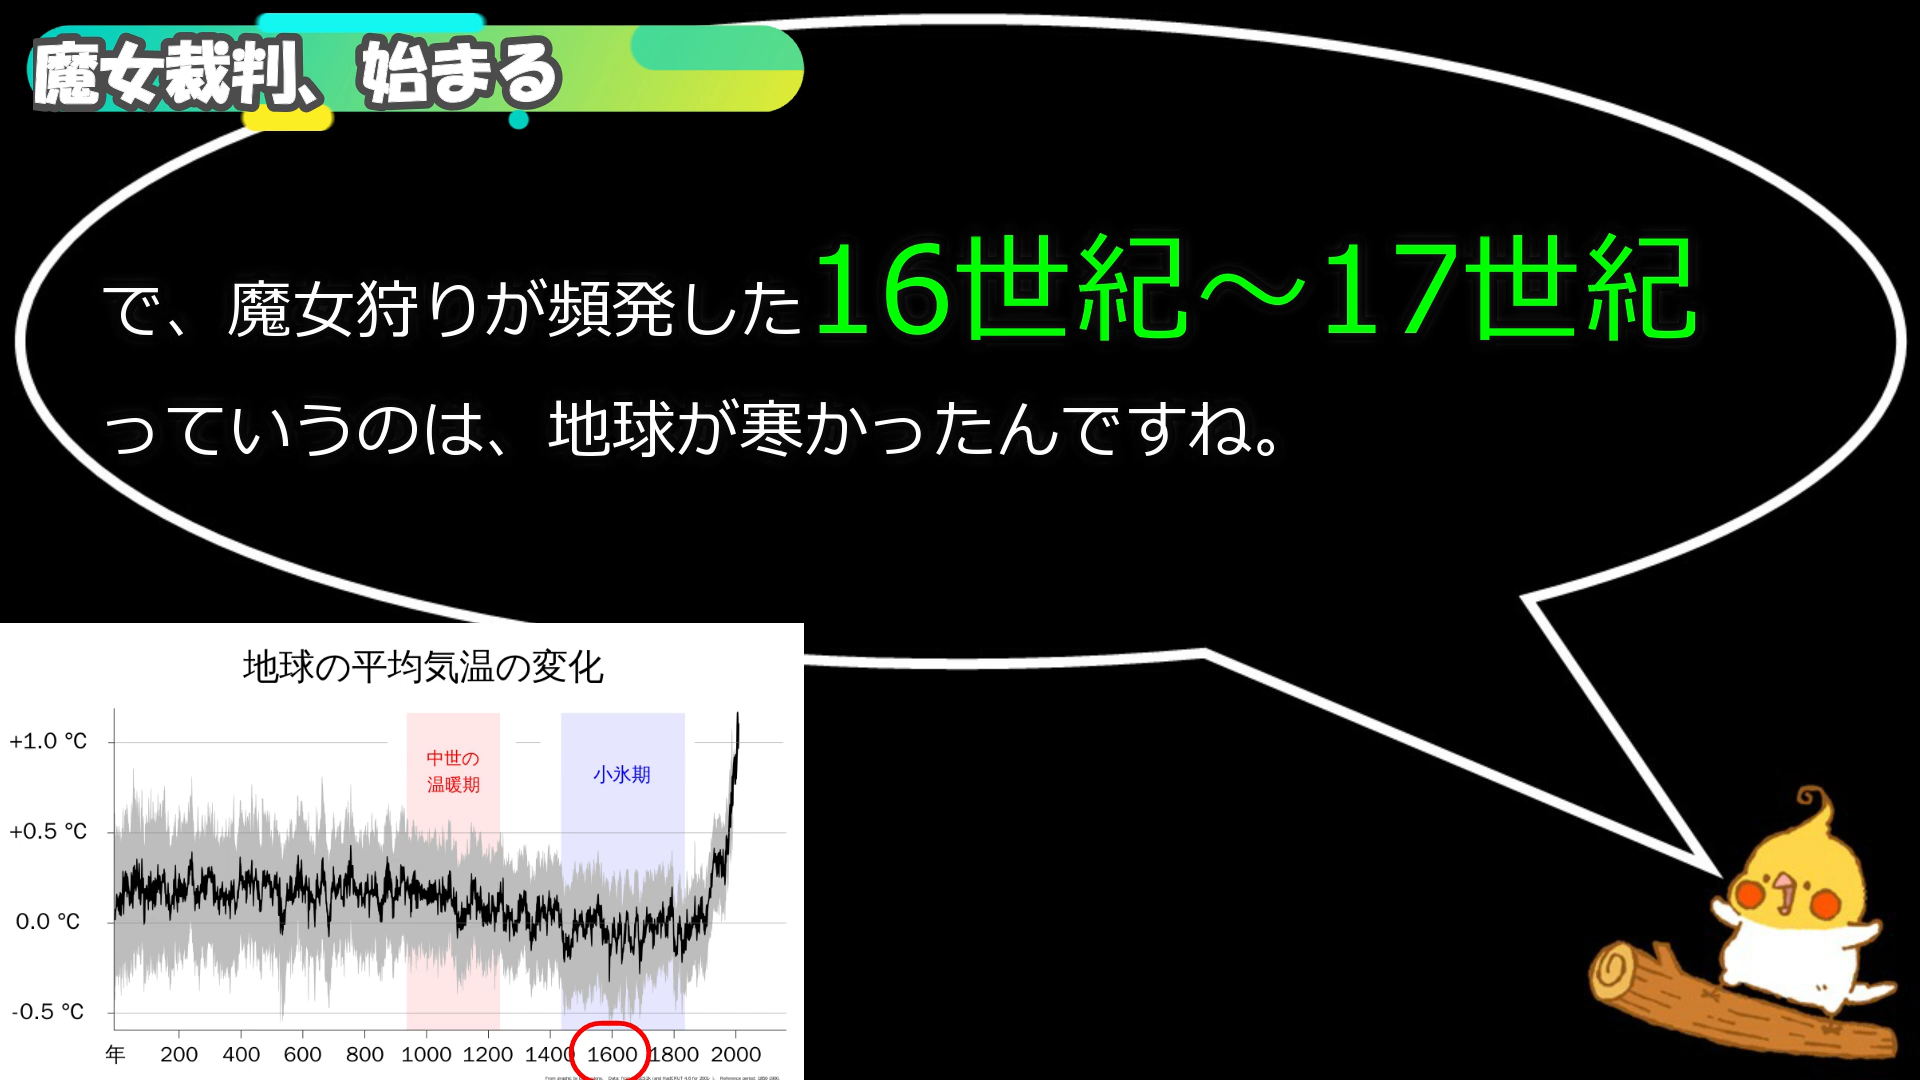 魔女裁判、始まる
で、魔女狩りが頻発した16世紀～17世紀
っていうのは、地球が寒かったんですね。
地球の平均気温の変化
+1.0 ℃
中世の
温暖期
小氷期
+0.5 ℃
0.0 ℃
-0.5 ℃
年 200 400 600 800 1000 1200 1400 1600 1800 2000